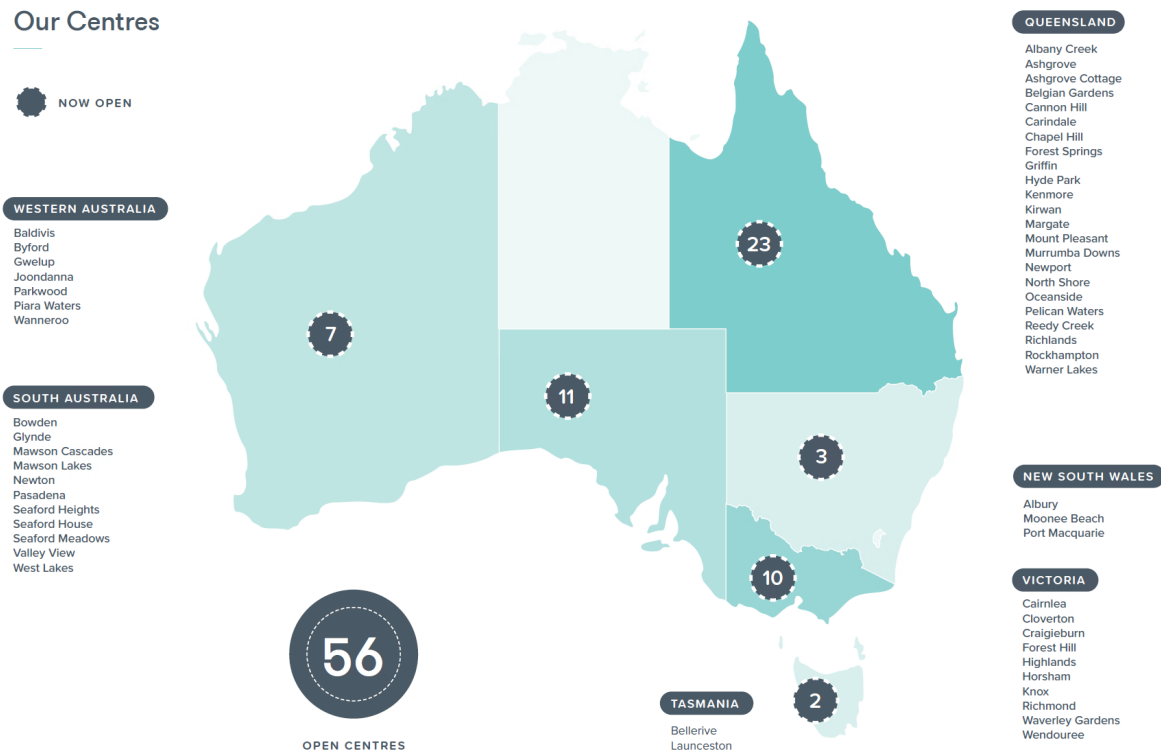 Our Centres
NOW OPEN
WESTERN AUSTRALIA
Baldivis
Byford
Gwelup
Joondanna
Parkwood
Piara Waters
Wanneroo
SOUTH AUSTRALIA
Bowden
Glynde
Mawson Cascades
Mawson Lakes
Newton
Pasadena
Seaford Heights
Seaford House
Seaford Meadows
Valley View
West Lakes
7
11
23
3
10
2
56
OPEN CENTRES
TASMANIA
Bellerive
Launceston
QUEENSLAND
Albany Creek
Ashgrove
Ashgrove Cottage
Belgian Gardens
Cannon Hill
Carindale
Chapel Hill
Forest Springs
Griffin
Hyde Park
Kenmore
Kirwan
Margate
Mount Pleasant
Murrumba Downs
Newport
North Shore
Oceanside
Pelican Waters
Reedy Creek
Richlands
Rockhampton
Warner Lakes
NEW SOUTH WALES
Albury
Moonee Beach
Port Macquarie
VICTORIA
Cairnlea
Cloverton
Craigieburn
Forest Hill
Highlands
Horsham
Knox
Richmond
Waverley Gardens
Wendouree